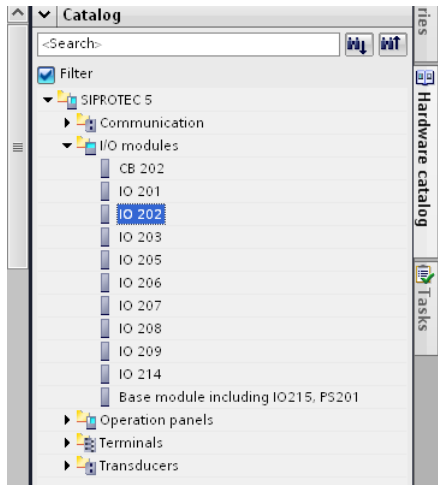 Catalog
<Search>
Filter
SIPROTEC 5
Communication
I/O modules
CB 202
IO 201
IO 202
IO 203
IO 205
IO 206
IO 207
IO 208
IO 209
IO 214
Base module including IO215, PS201
Operation panels
Terminals
Transducers
ries
Hardware catalog
Tasks